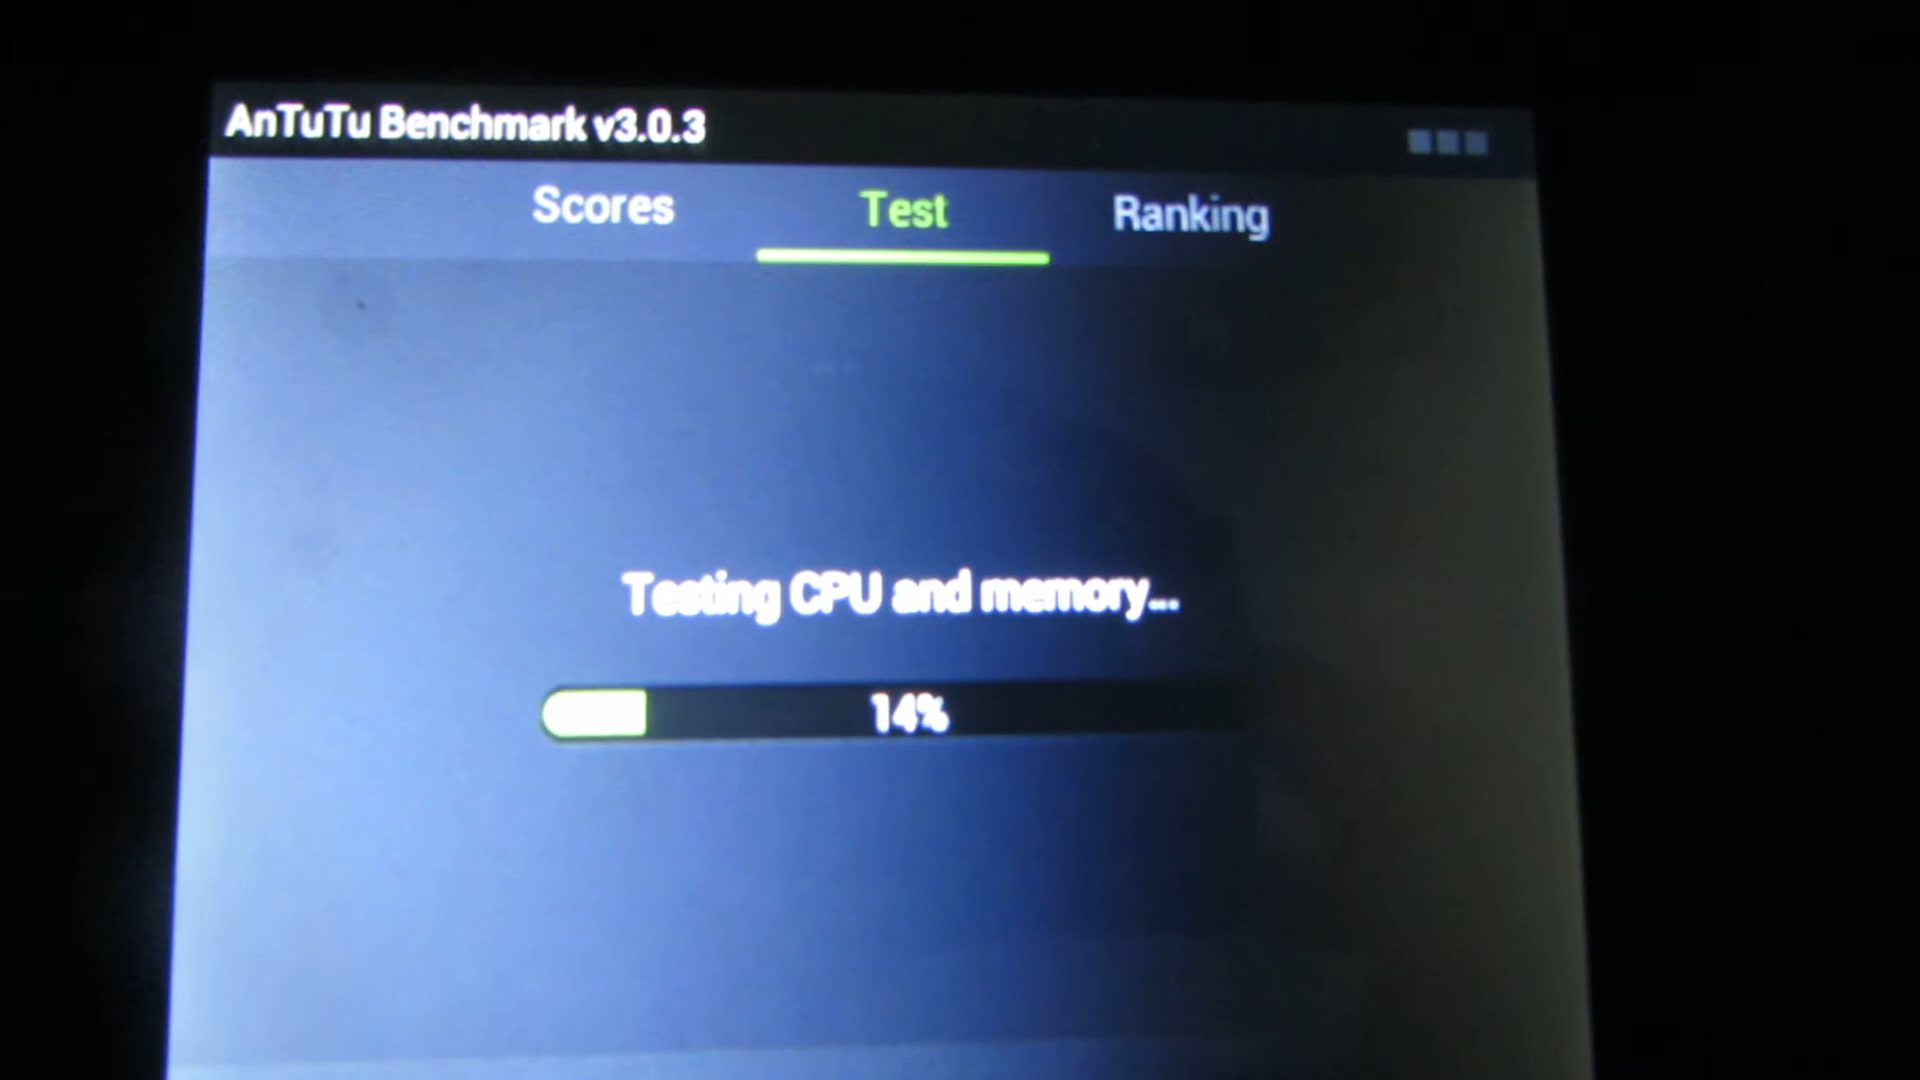 AnTuTu Benchmark v3.0.3
Scores Test Ranking
Testing CPU and memory...
14%